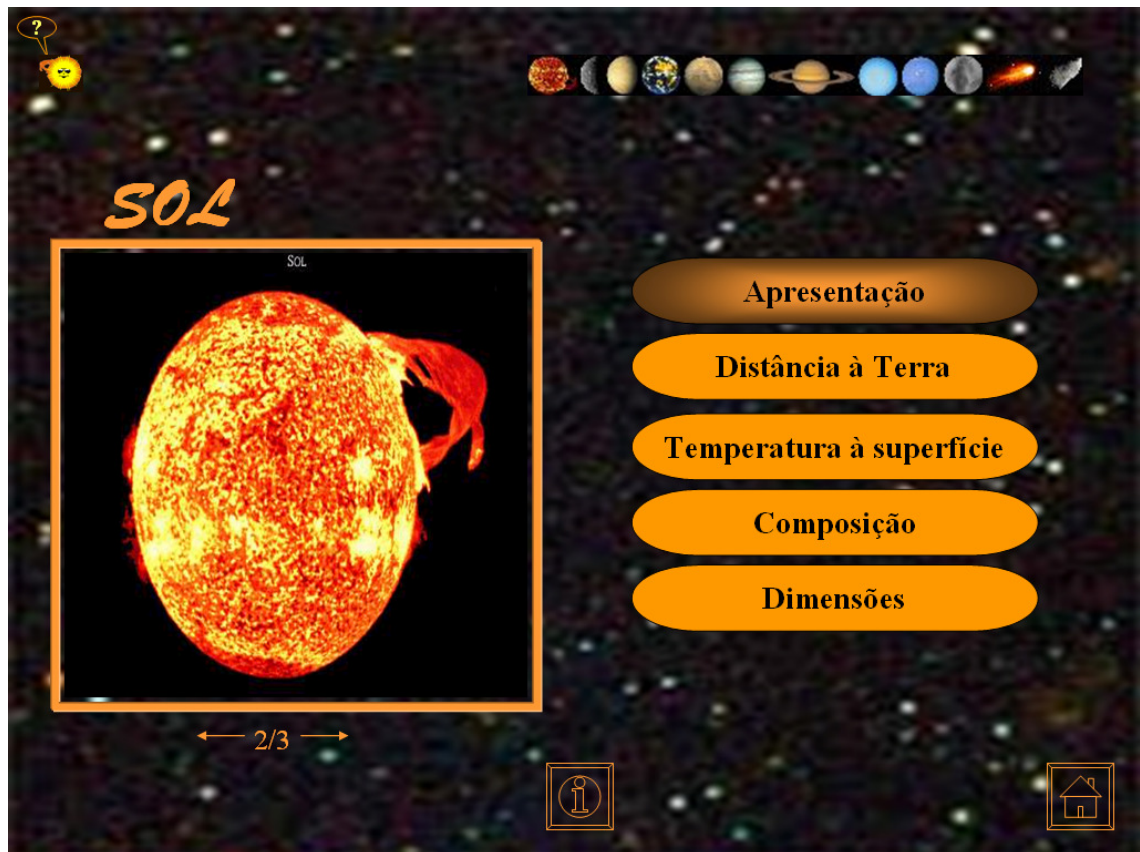 ?
SOL
SOL
Apresentação
Distância à Terra
Temperatura à superfície
Composição
Dimensões
2/3
i